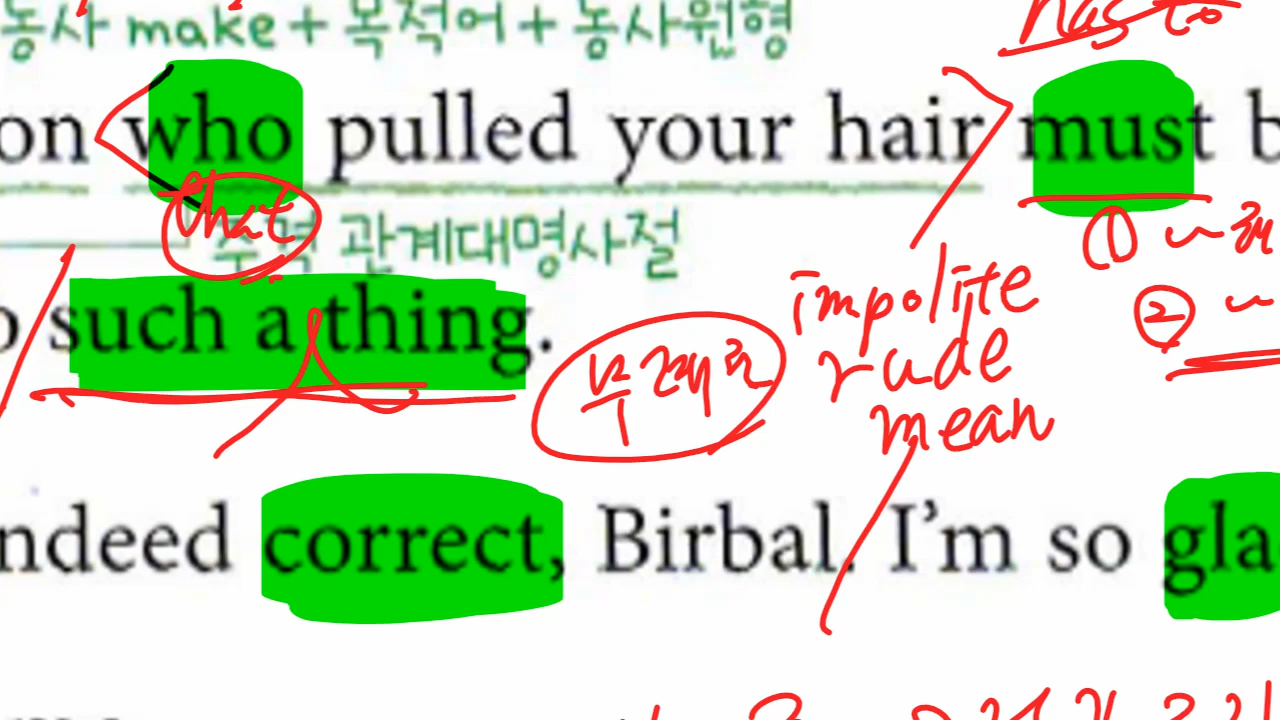 동사 make + 목적어 + 동사원형
has to
on who pulled your hair must b
that
주격 관계대명사절
① ~해
impolite
② ~
such a thing.
무례한
rude
mean
ndeed correct, Birbal. I'm so gla